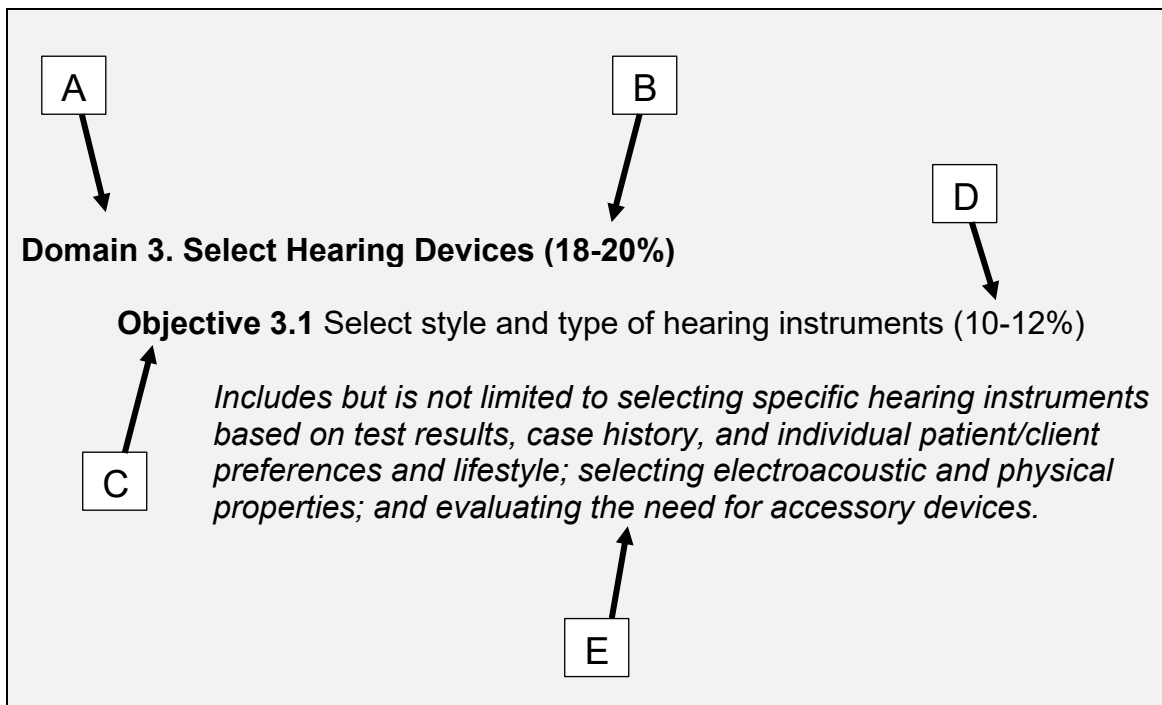 A
B
D
Domain 3. Select Hearing Devices (18-20%)
Objective 3.1 Select style and type of hearing instruments (10-12%)
Includes but is not limited to selecting specific hearing instruments
based on test results, case history, and individual patient/client
preferences and lifestyle; selecting electroacoustic and physical
properties; and evaluating the need for accessory devices.
C
E